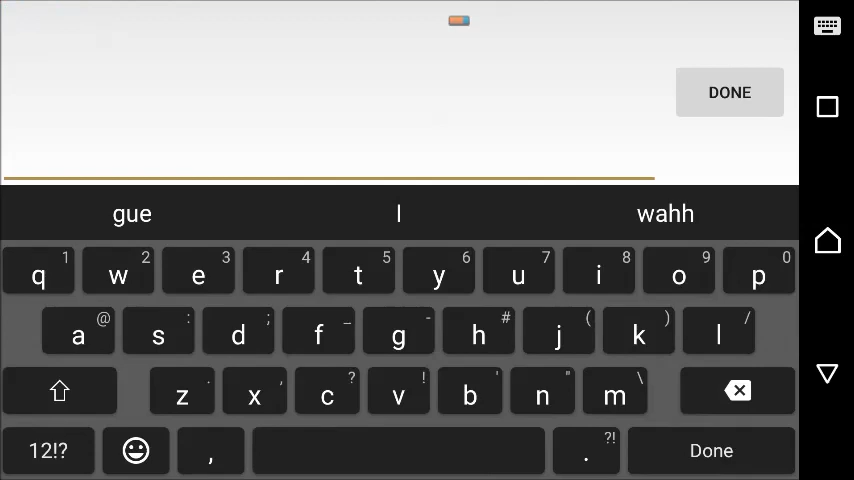 DONE
gue I wahh
q 1 w 2 e 3 r 4 t 5 y 6 u 7 i 8 o 9 p 0
a @ s : d ; f _ g - h # j ( k ) l /
z . x , c ? v ! b ' n " m \
12!? , . ?! Done